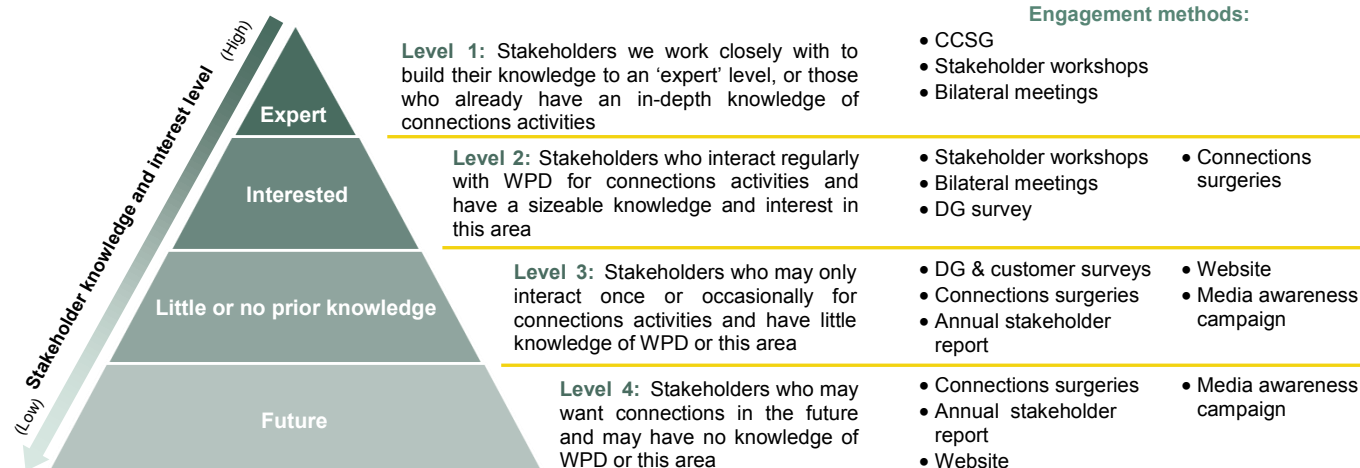 Engagement methods:
Stakeholder knowledge and interest level
(High)
(Low)
Expert
Level 1: Stakeholders we work closely with to
build their knowledge to an ‘expert’ level, or those
who already have an in-depth knowledge of
connections activities
• CCSG
• Stakeholder workshops
• Bilateral meetings
Interested
Level 2: Stakeholders who interact regularly
with WPD for connections activities and
have a sizeable knowledge and interest in
this area
• Stakeholder workshops
• Bilateral meetings
• DG survey
• Connections
surgeries
Little or no prior knowledge
Level 3: Stakeholders who may only
interact once or occasionally for
connections activities and have little
knowledge of WPD or this area
• DG & customer surveys
• Connections surgeries
• Annual stakeholder
report
• Website
• Media awareness
campaign
Future
Level 4: Stakeholders who may
want connections in the future
and may have no knowledge of
WPD or this area
• Connections surgeries
• Annual stakeholder
report
• Website
• Media awareness
campaign